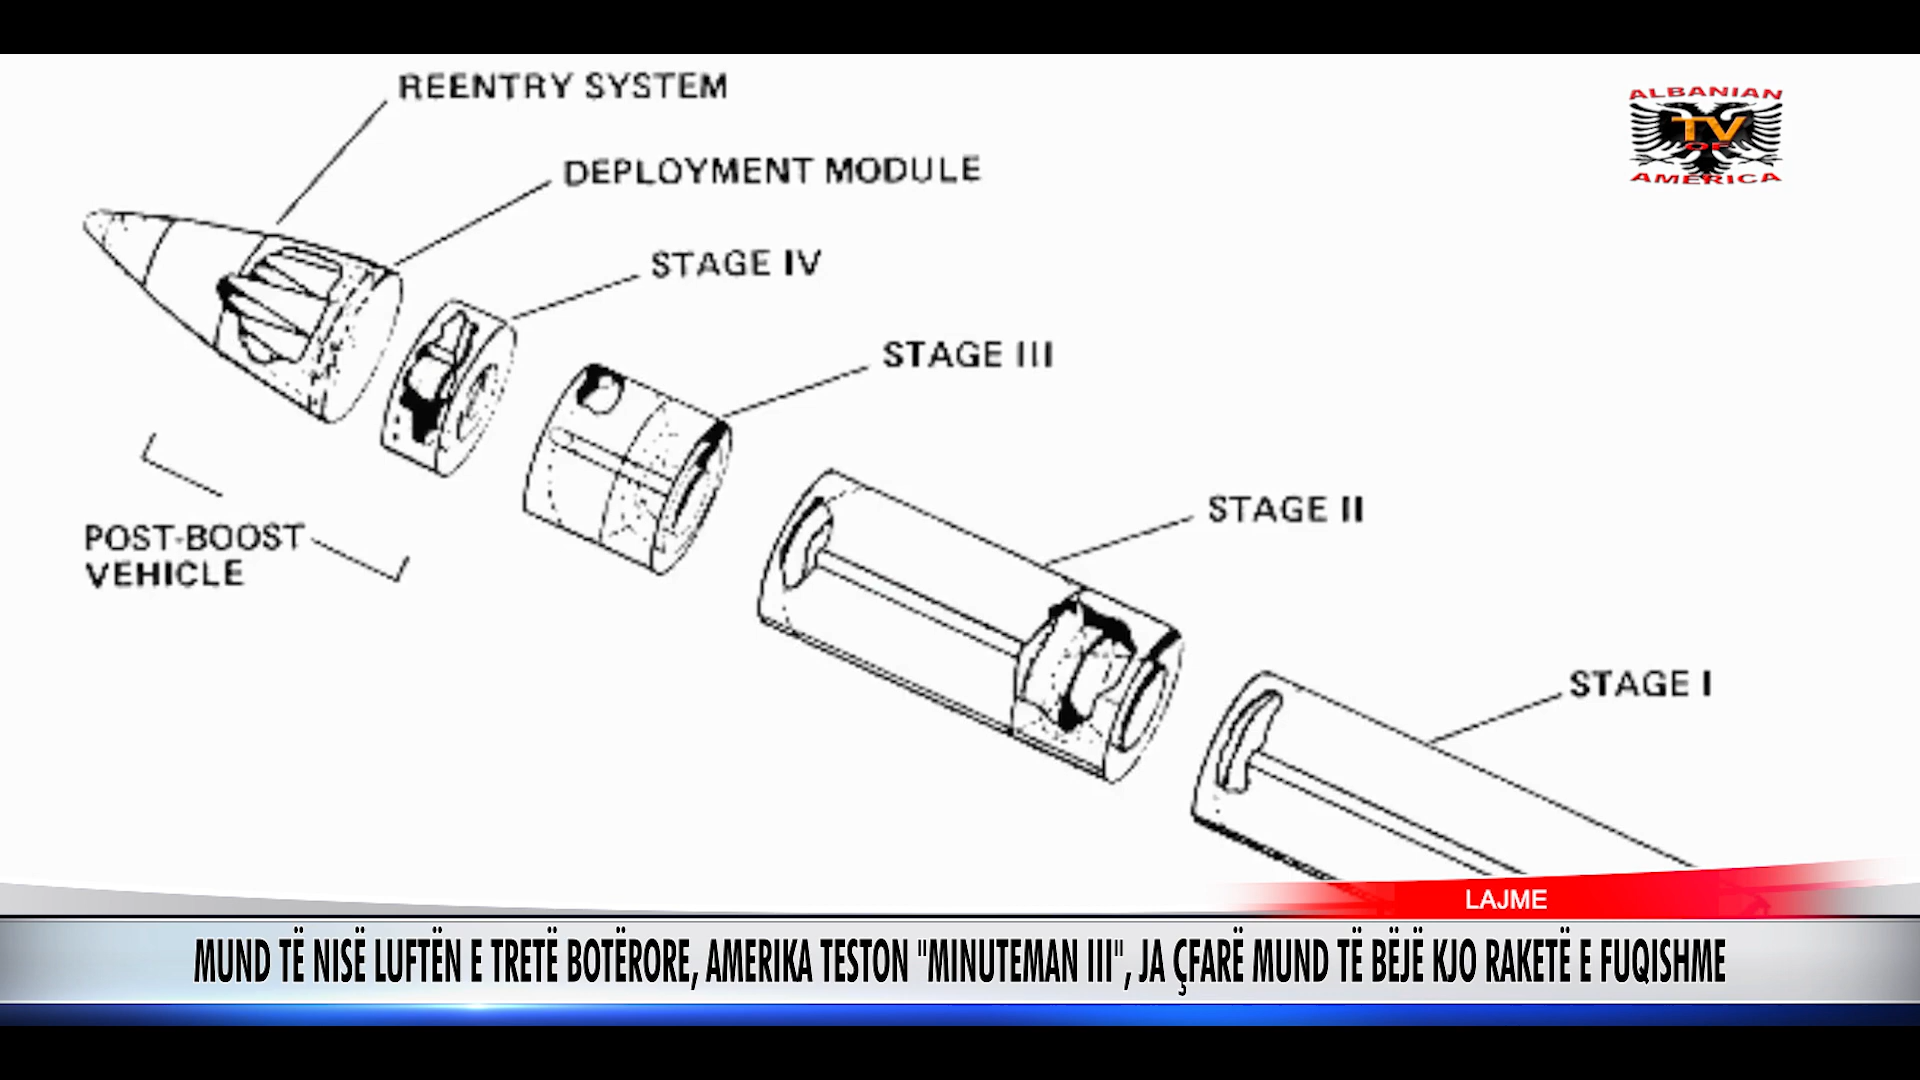 REENTRY SYSTEM
ALBANIAN
TV
OF
AMERICA
DEPLOYMENT MODULE
STAGE IV
STAGE III
STAGE II
POST-BOOST
VEHICLE
STAGE I
LAJME
MUND TË NISË LUFTËN E TRETË BOTËRORE, AMERIKA TESTON "MINUTEMAN III", JA ÇFARË MUND TË BËJË KJO RAKETË E FUQISHME